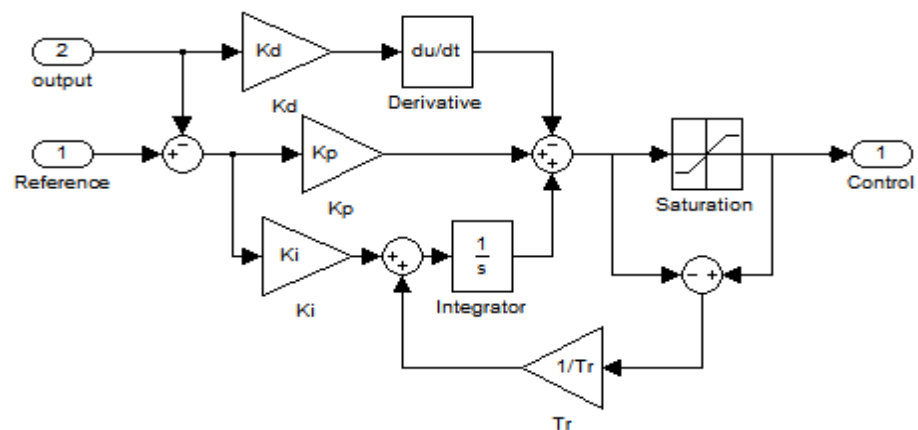 2
output
Kd
Kd
du/dt
Derivative
1
Reference
+ −
Kp
Kp
− + +
Saturation
1
Control
Ki
Ki
+ +
1
s
Integrator
− +
1/Tr
Tr